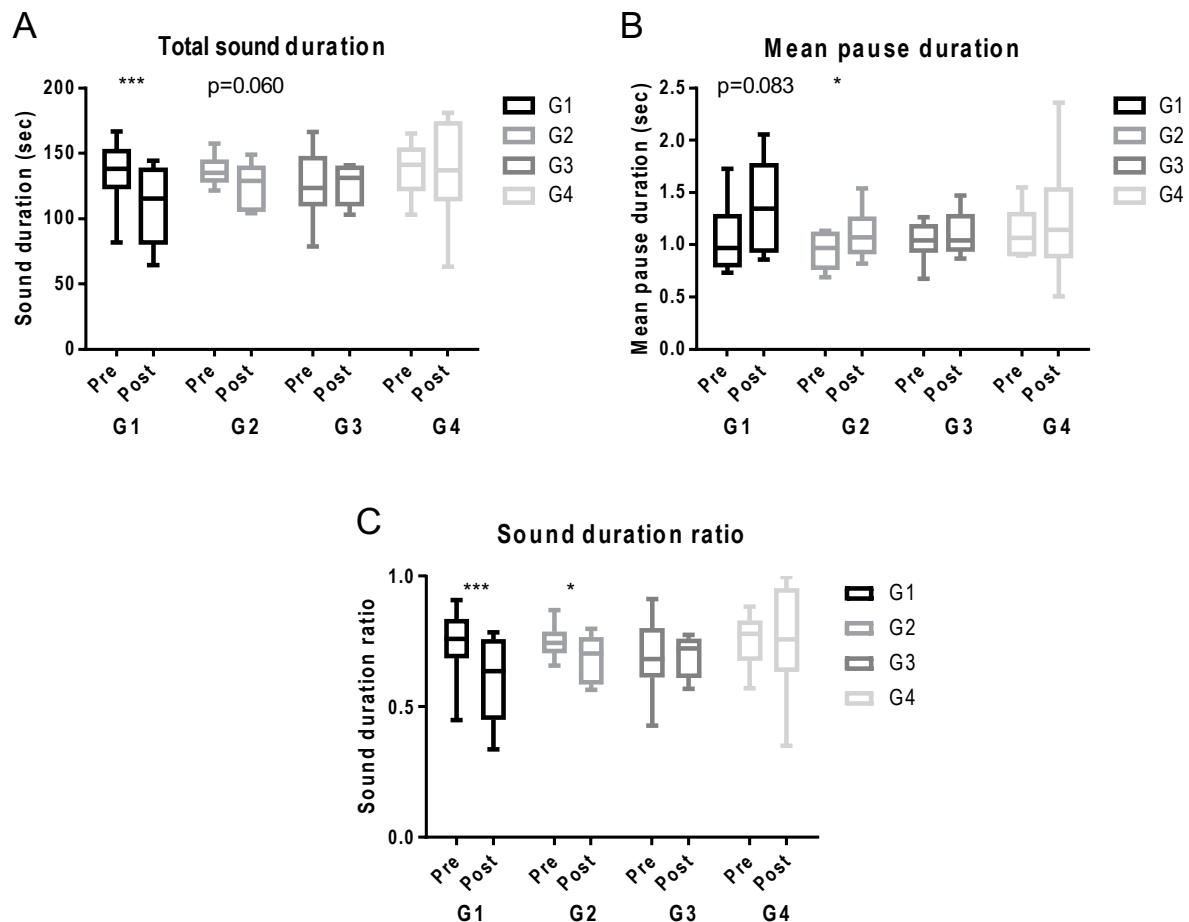 A
Total sound duration
Sound duration (sec)
200
150
100
50
0
***
p=0.060
Pre
Post
Pre
Post
Pre
Post
Pre
Post
G1
G2
G3
G4
G1
G2
G3
G4
B
Mean pause duration
Mean pause duration (sec)
2.5
2.0
1.5
1.0
0.5
0.0
p=0.083
*
Pre
Post
Pre
Post
Pre
Post
Pre
Post
G1
G2
G3
G4
G1
G2
G3
G4
C
Sound duration ratio
Sound duration ratio
1.0
0.5
0.0
***
*
Pre
Post
Pre
Post
Pre
Post
Pre
Post
G1
G2
G3
G4
G1
G2
G3
G4